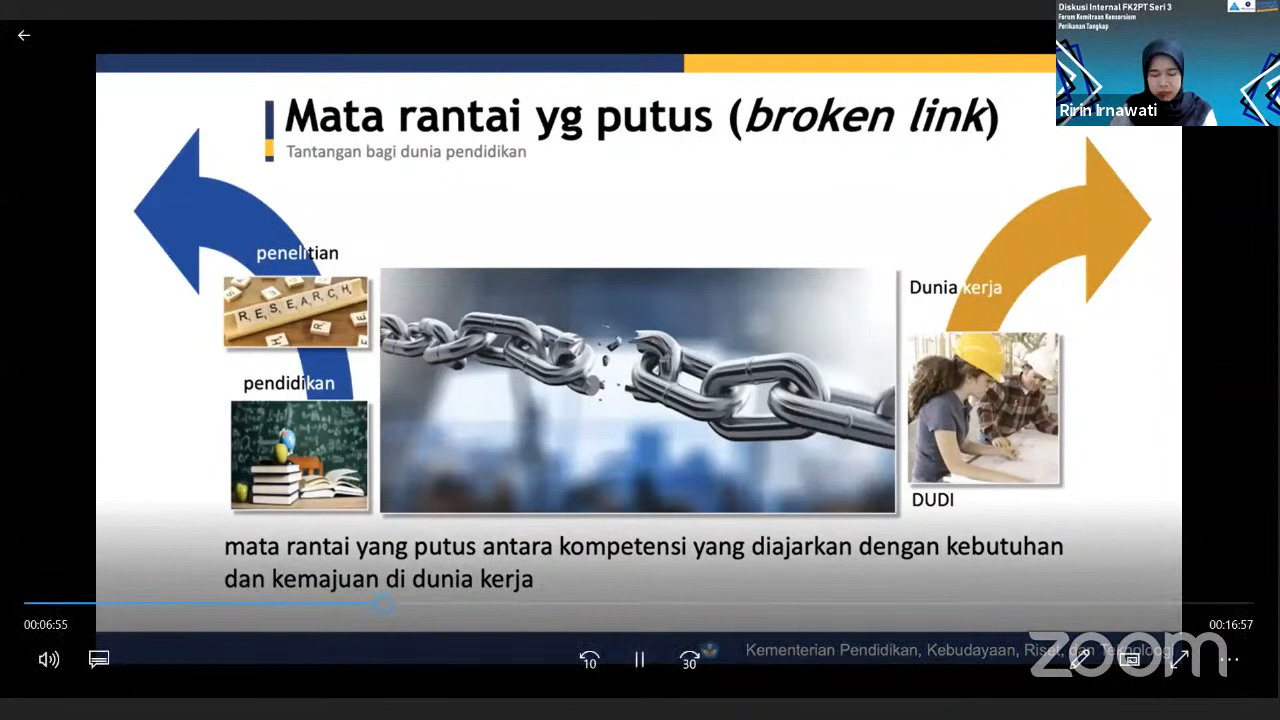 Diskusi Internal FK2PT Seri 3
Forum Kemitraan Konsorsium
Perikanan Tangkap
Ririn Irnawati
Mata rantai yg putus (broken link)
Tantangan bagi dunia pendidikan
penelitian
RESEARCH
pendidikan
Dunia kerja
DUDI
mata rantai yang putus antara kompetensi yang diajarkan dengan kebutuhan
dan kemajuan di dunia kerja
00:06:55
00:16:57
10
30
Kementerian Pendidikan, Kebudayaan, Riset, dan Teknologi
zoom